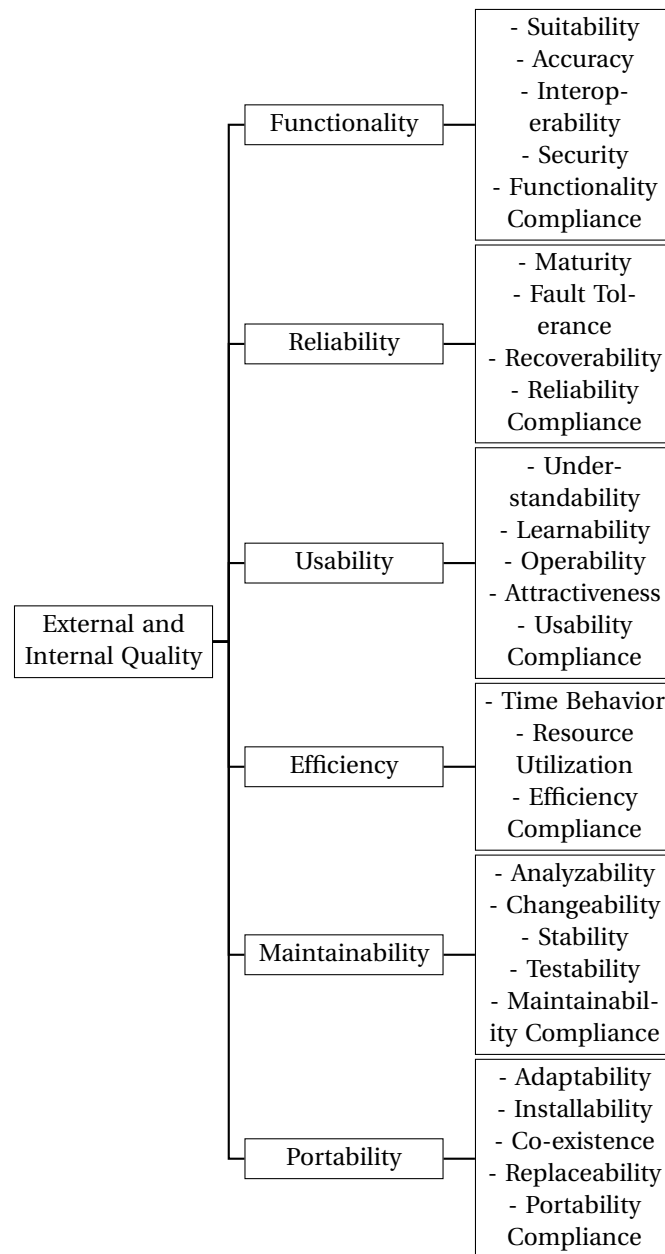 External and
Internal Quality
Functionality
- Suitability
- Accuracy
- Interop-
erability
- Security
- Functionality
Compliance
Reliability
- Maturity
- Fault Tol-
erance
- Recoverability
- Reliability
Compliance
Usability
- Under-
standability
- Learnability
- Operability
- Attractiveness
- Usability
Compliance
Efficiency
- Time Behavior
- Resource
Utilization
- Efficiency
Compliance
Maintainability
- Analyzability
- Changeability
- Stability
- Testability
- Maintainabil-
ity Compliance
Portability
- Adaptability
- Installability
- Co-existence
- Replaceability
- Portability
Compliance